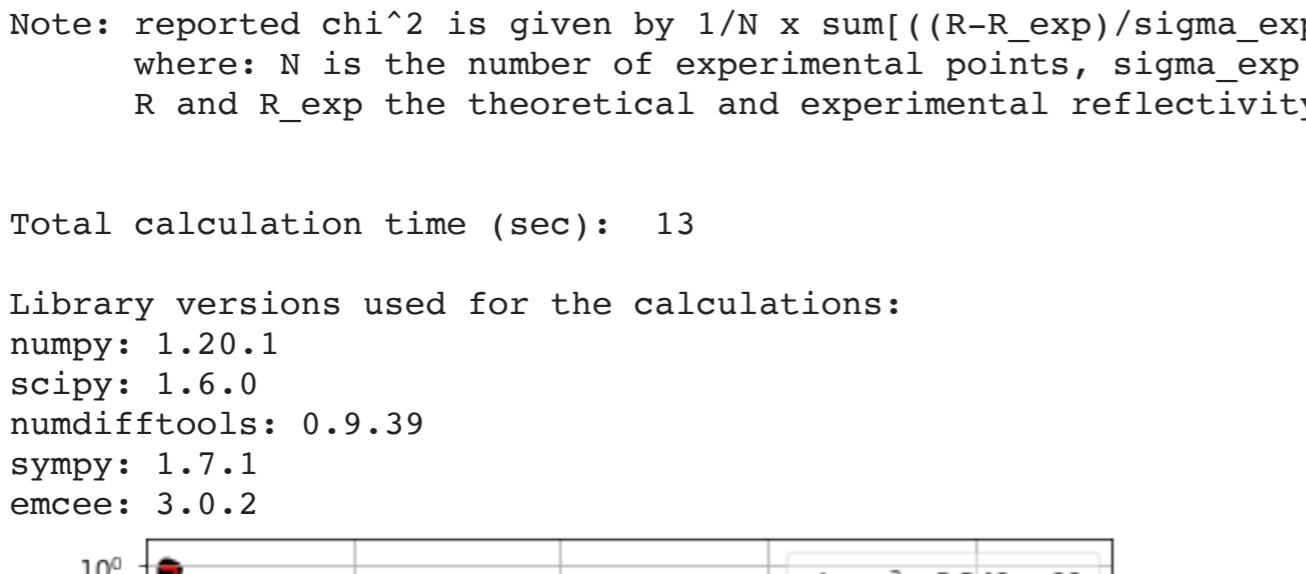 Note: reported chi^2 is given by 1/N x sum[((R-R_exp)/sigma_exp
where: N is the number of experimental points, sigma_exp
R and R_exp the theoretical and experimental reflectivity
Total calculation time (sec): 13
Library versions used for the calculations:
numpy: 1.20.1
scipy: 1.6.0
numdifftools: 0.9.39
sympy: 1.7.1
emcee: 3.0.2
10⁰